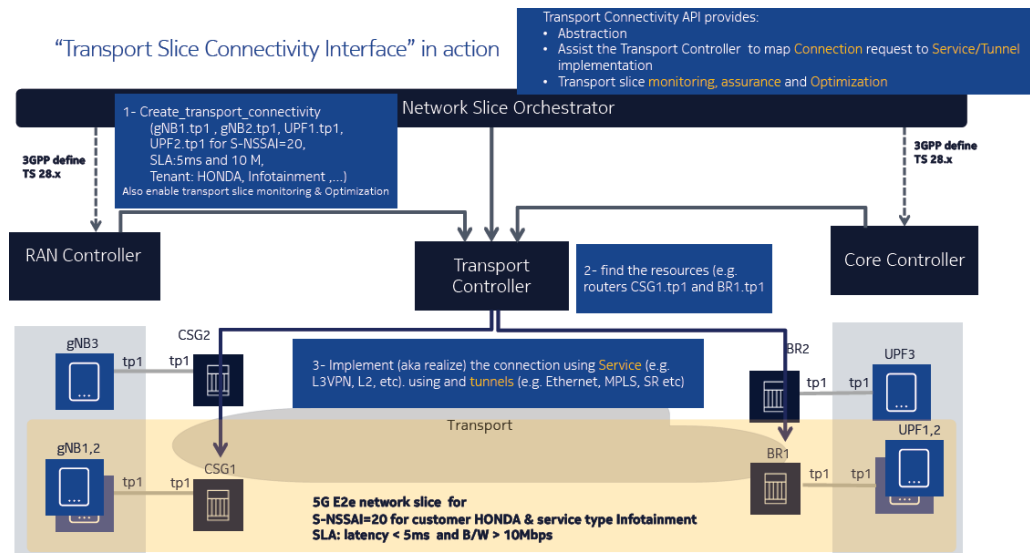 Transport Connectivity API provides:
• Abstraction
• Assist the Transport Controller to map Connection request to Service/Tunnel
implementation
• Transport slice monitoring, assurance and Optimization
“Transport Slice Connectivity Interface” in action
Network Slice Orchestrator
1- Create_transport_connectivity
(gNB1.tp1 , gNB2.tp1, UPF1.tp1,
UPF2.tp1 for S-NSSAI=20,
SLA:5ms and 10 M,
Tenant: HONDA, Infotainment ,...)
Also enable transport slice monitoring & Optimization
3GPP define
TS 28.x
3GPP define
TS 28.x
RAN Controller
Transport
Controller
2- find the resources (e.g.
routers CSG1.tp1 and BR1.tp1
Core Controller
gNB3
tp1
tp1
CSG2
3- Implement (aka realize) the connection using Service (e.g.
L3VPN, L2, etc). using and tunnels (e.g. Ethernet, MPLS, SR etc)
BR2
tp1
tp1
UPF3
Transport
gNB1,2
tp1
tp1
CSG1
BR1
tp1
tp1
UPF1,2
5G E2e network slice for
S-NSSAI=20 for customer HONDA & service type Infotainment
SLA: latency < 5ms and B/W > 10Mbps